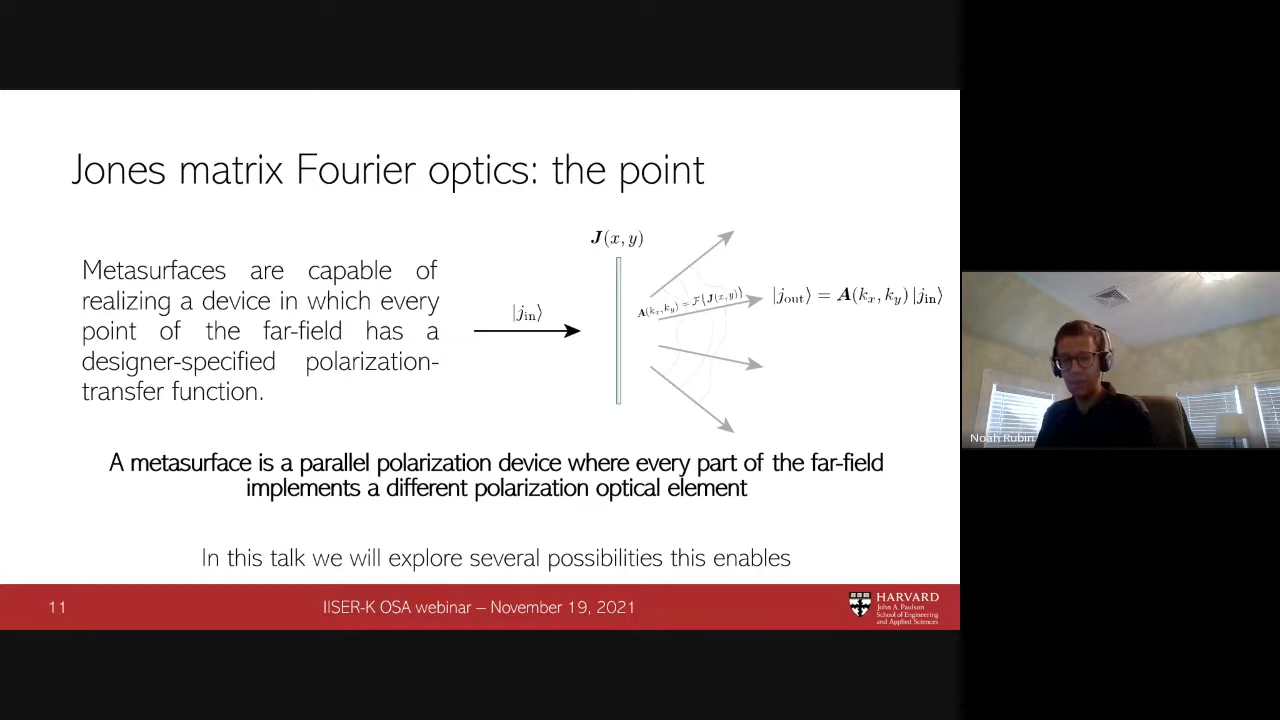 Jones matrix Fourier optics: the point
Metasurfaces are capable of
realizing a device in which every
point of the far-field has a
designer-specified polarization-
transfer function.
J(x, y)
|j_in⟩
A(k_x, k_y) = ℱ{J(x, y)}
|j_out⟩ = A(k_x, k_y) |j_in⟩
A metasurface is a parallel polarization device where every part of the far-field
implements a different polarization optical element
In this talk we will explore several possibilities this enables
11
IISER-K OSA webinar – November 19, 2021
HARVARD
John A. Paulson
School of Engineering
and Applied Sciences
Noah Rubin